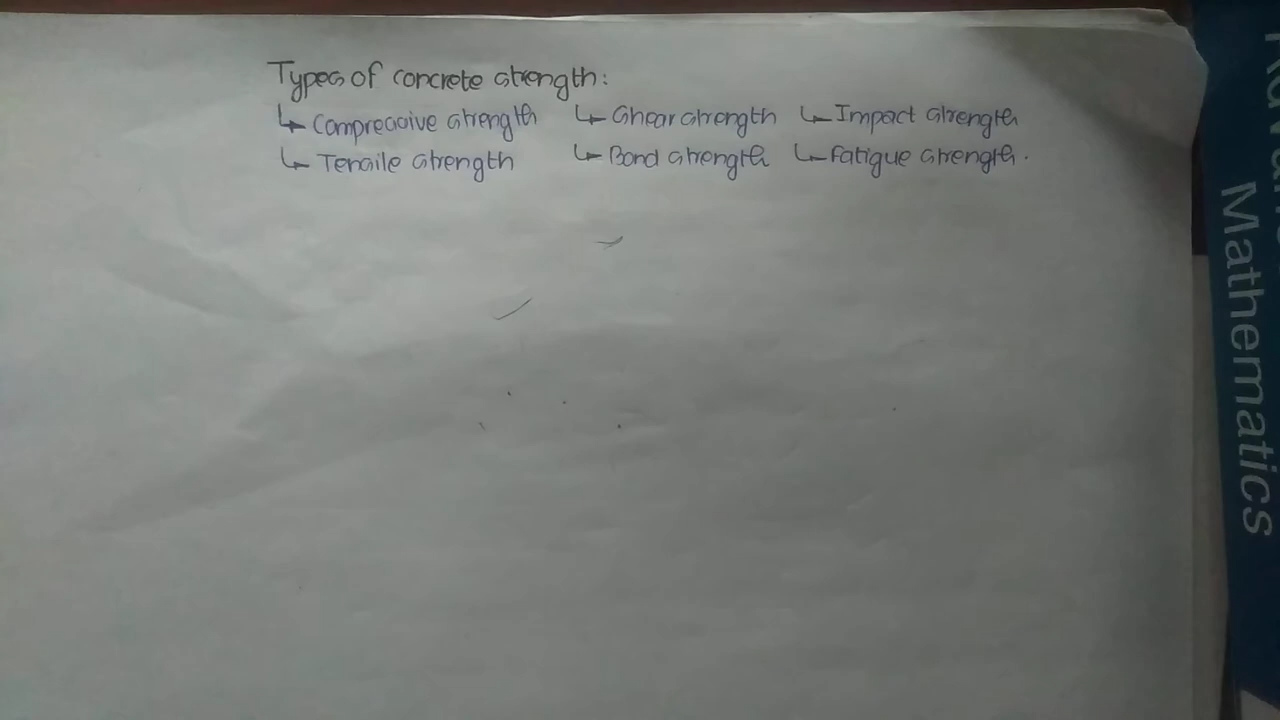 Types of concrete strength:
↳ Compressive strength ↳ Shear strength ↳ Impact strength
↳ Tensile strength ↳ Bond strength ↳ Fatigue strength.
Mathematics